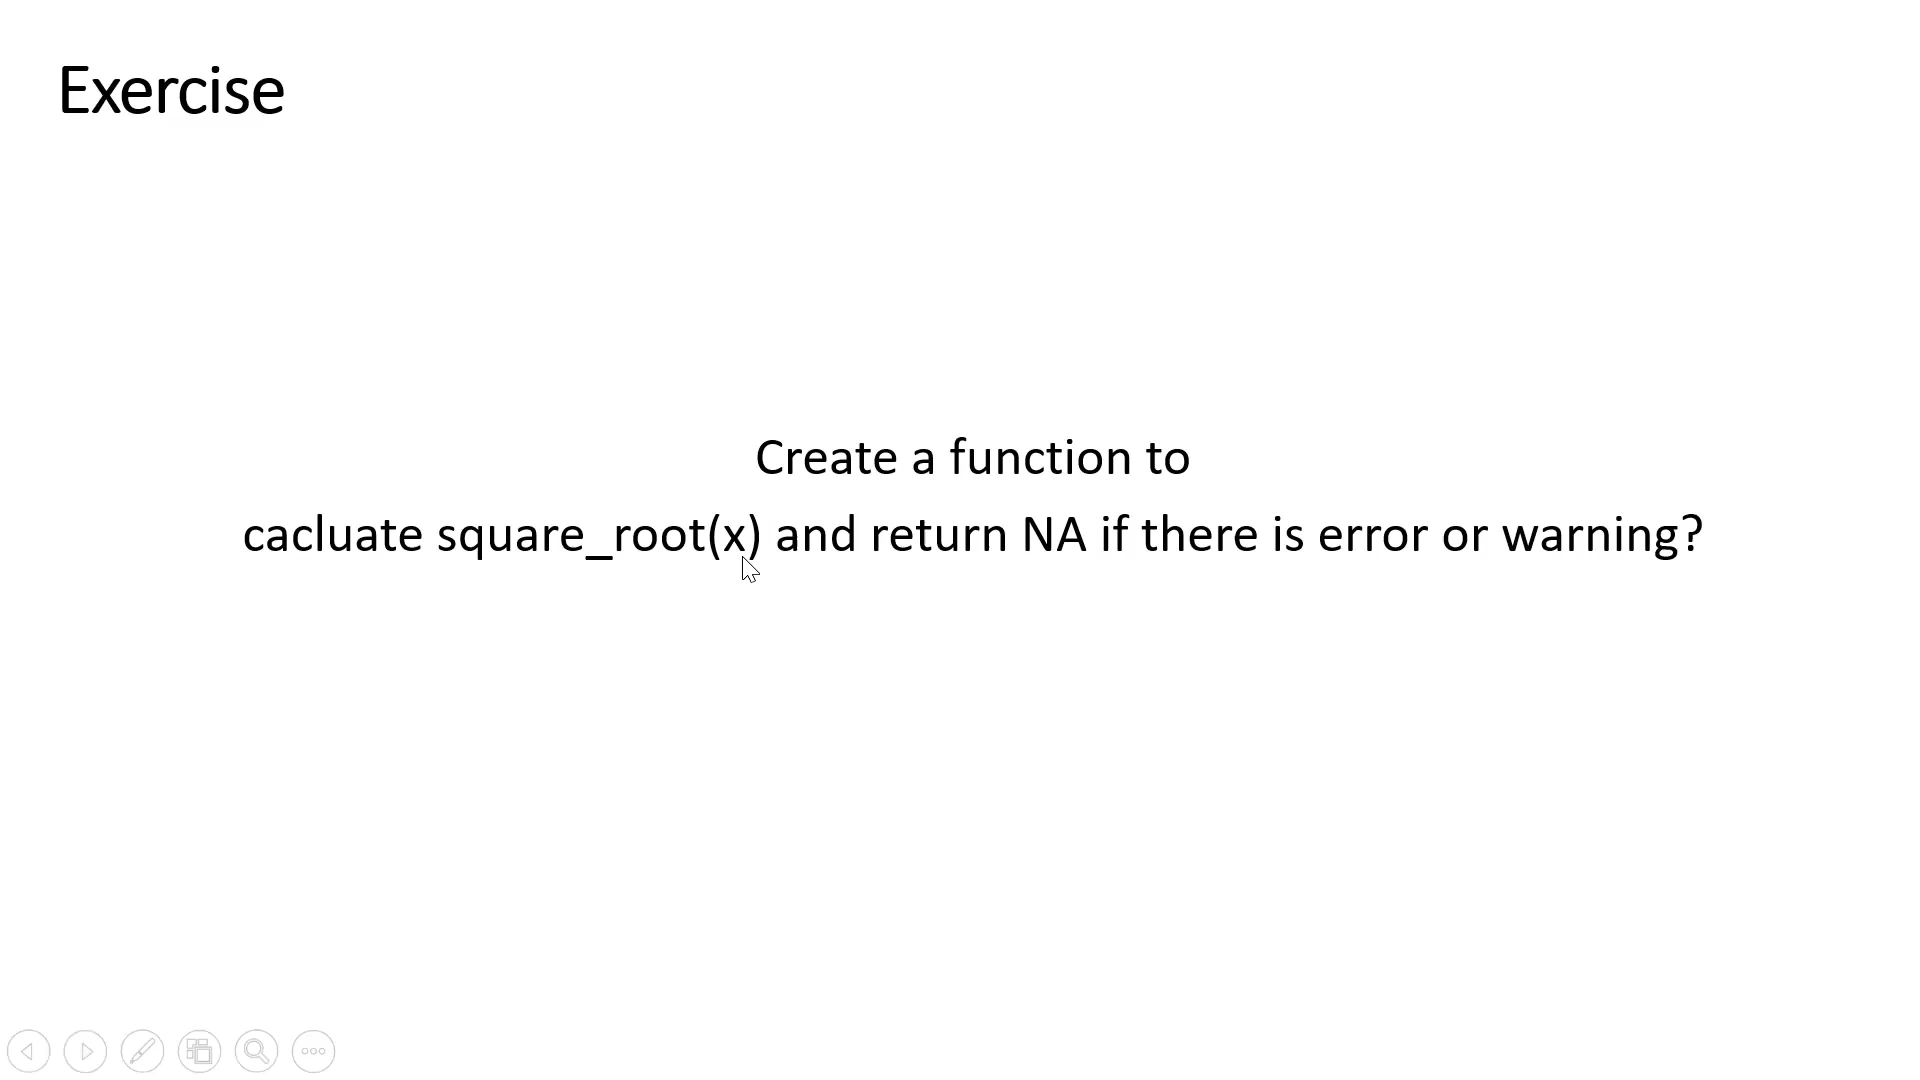 Exercise
Create a function to
cacluate square_root(x) and return NA if there is error or warning?